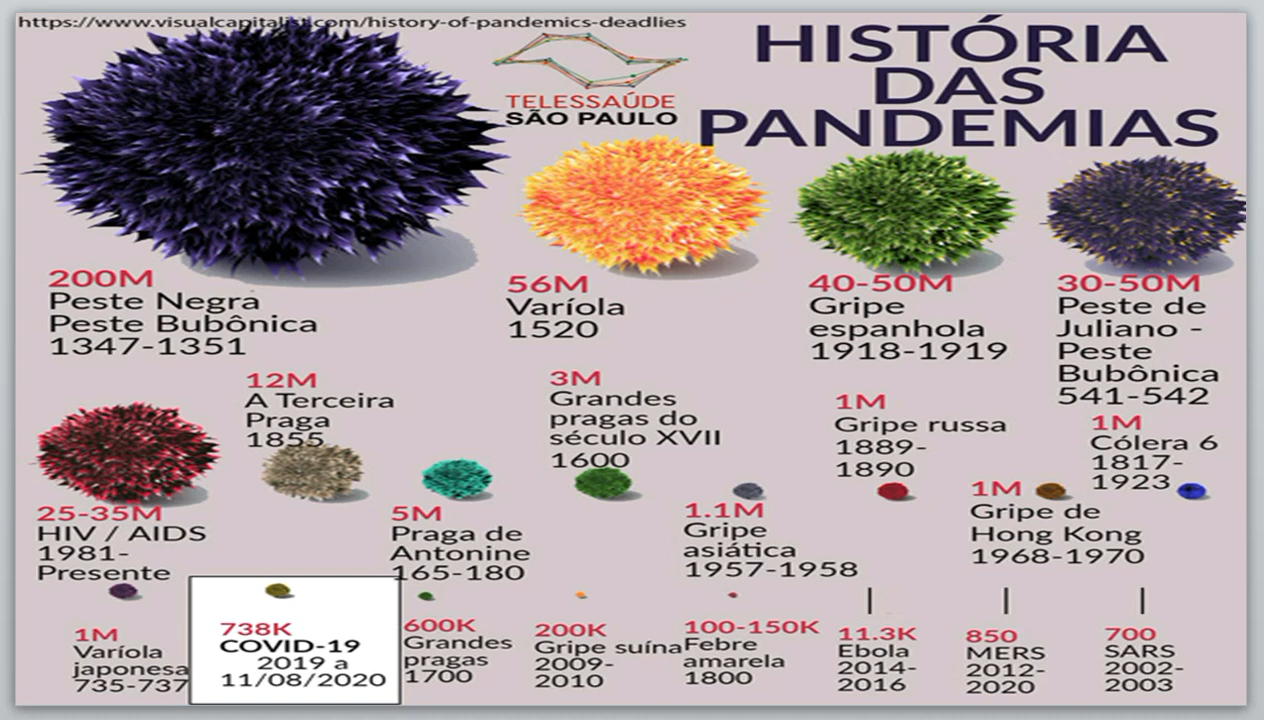 https://www.visualcapitalist.com/history-of-pandemics-deadlies
HISTÓRIA
DAS
PANDEMIAS
TELESSAÚDE
SÃO PAULO
200M
Peste Negra
Peste Bubônica
1347-1351
56M
Varíola
1520
40-50M
Gripe
espanhola
1918-1919
30-50M
Peste de
Juliano -
Peste
Bubônica
541-542
25-35M
HIV / AIDS
1981-
Presente
12M
A Terceira
Praga
1855
5M
Praga de
Antonine
165-180
3M
Grandes
pragas do
século XVII
1600
1.1M
Gripe
asiática
1957-1958
1M
Gripe russa
1889-
1890
1M
Gripe de
Hong Kong
1968-1970
1M
Cólera 6
1817-
1923
1M
Varíola
japonesa
735-737
738K
COVID-19
2019 a
11/08/2020
600K
Grandes
pragas
1700
200K
Gripe suína
2009-
2010
100-150K
Febre
amarela
1800
11.3K
Ebola
2014-
2016
850
MERS
2012-
2020
700
SARS
2002-
2003